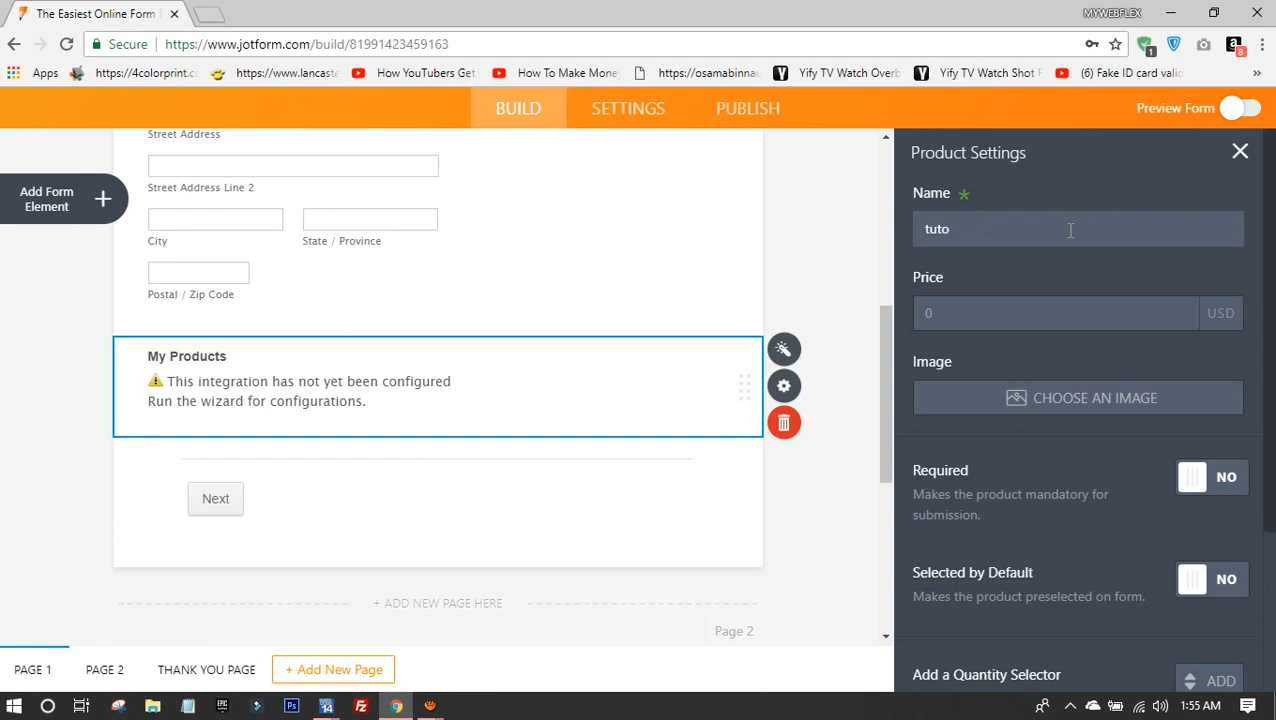 The Easiest Online Form
MYWEBFLEX
Secure
https://www.jotform.com/build/81991423459163
1
8
Apps
https://4colorprint.c
https://www.lancaste
How YouTubers Get
How To Make Money
https://osmabinnau
Yify TV Watch Overb
Yify TV Watch Shot F
(6) Fake ID card vali
»
BUILD
SETTINGS
PUBLISH
Preview Form
Street Address
Product Settings
Add Form
Element
Street Address Line 2
Name *
tuto
City
State / Province
Price
0
USD
Postal / Zip Code
Image
CHOOSE AN IMAGE
My Products
This integration has not yet been configured
Run the wizard for configurations.
Required
NO
Makes the product mandatory for
submission.
Next
Selected by Default
NO
Makes the product preselected on form.
+ ADD NEW PAGE HERE
Page 2
Add a Quantity Selector
ADD
PAGE 1
PAGE 2
THANK YOU PAGE
+ Add New Page
1:55 AM